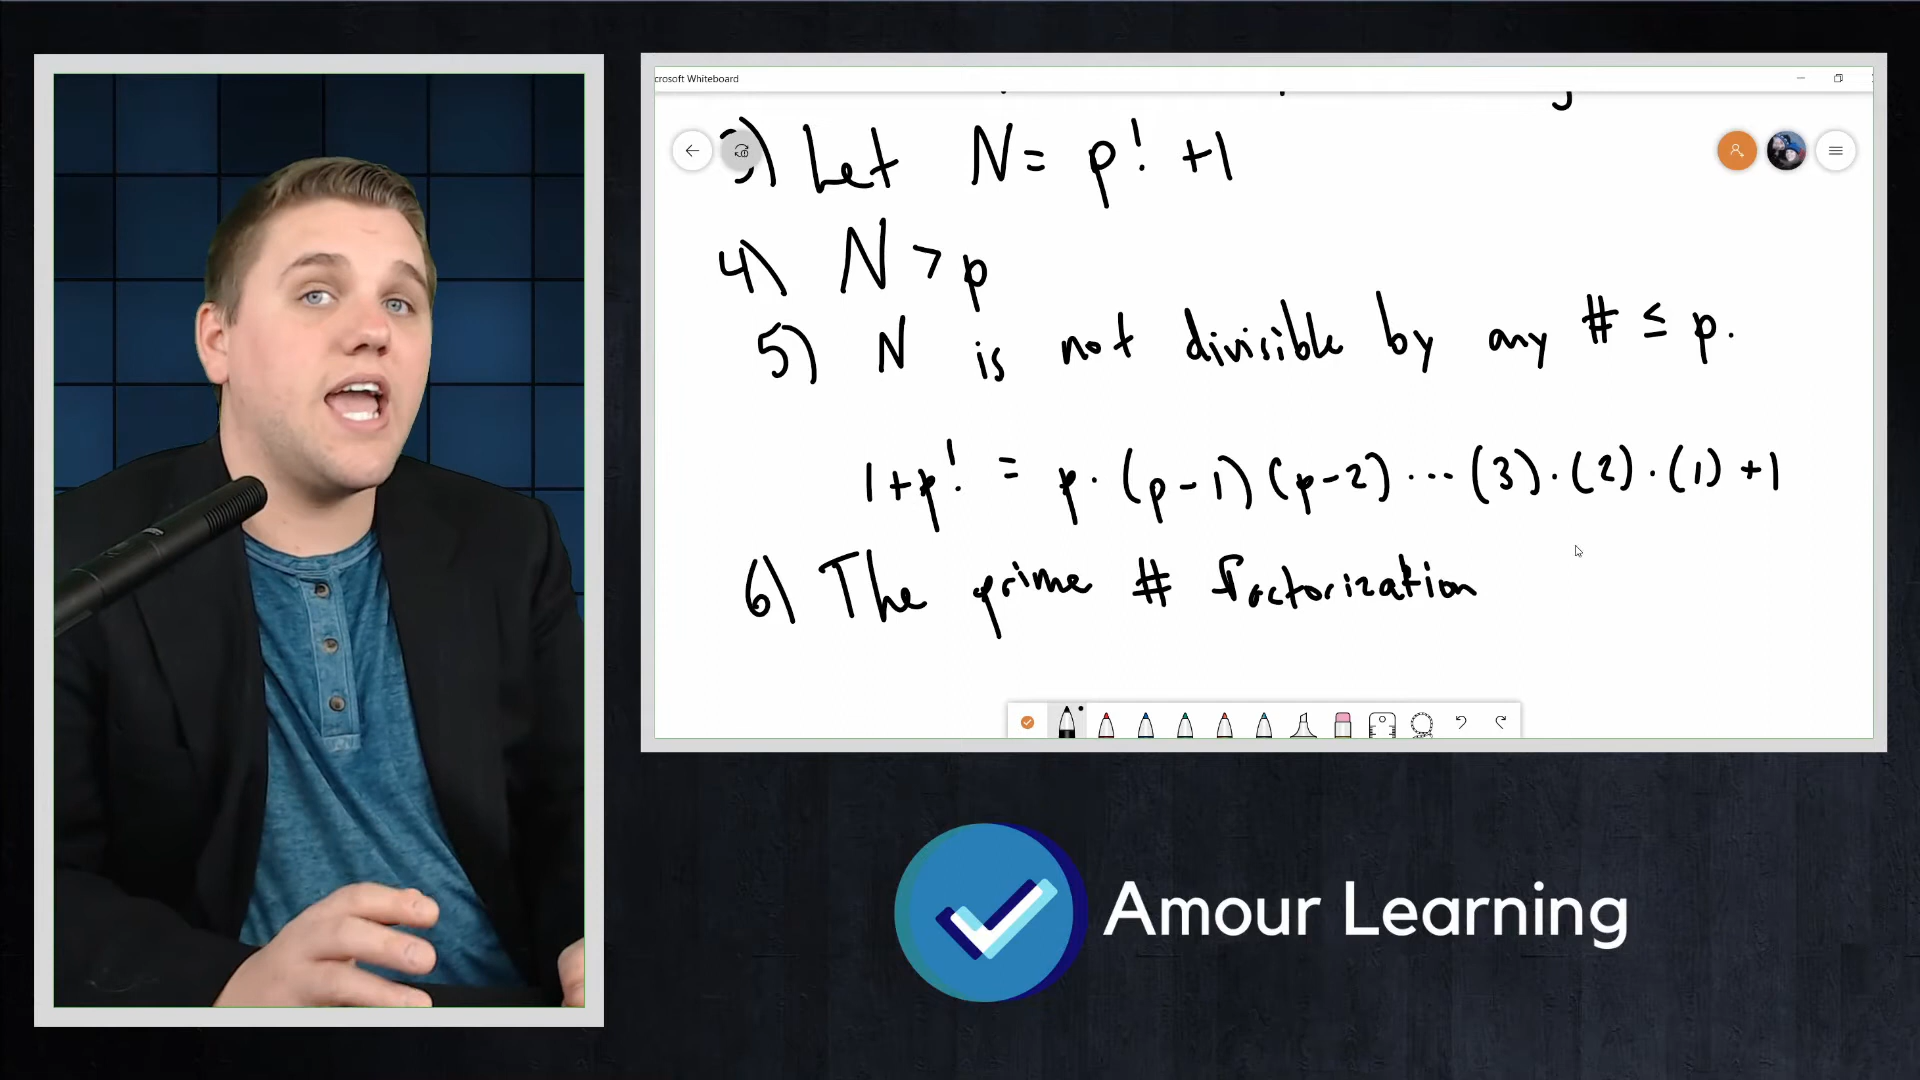 crosoft Whiteboard
3) Let N = p! +1
4) N > p
5) N is not divisible by any # ≤ p.
1+p! = p·(p-1)(p-2)···(3)·(2)·(1)+1
6) The prime # factorization
Amour Learning